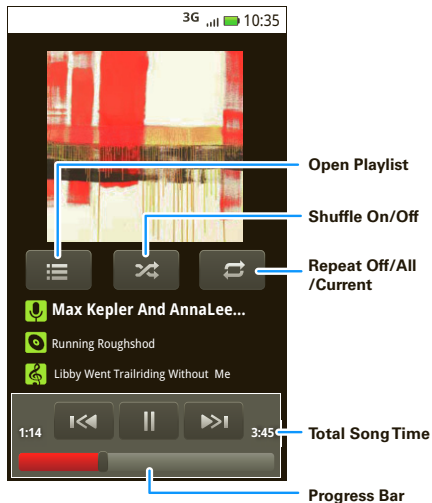 3G 10:35
Open Playlist
Shuffle On/Off
Repeat Off/All
/Current
Max Kepler And AnnaLee...
Running Roughshod
Libby Went Trailriding Without Me
1:14
3:45
Total Song Time
Progress Bar